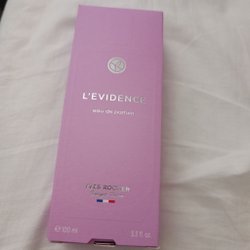 L'EVIDENCE
eau de parfum
YVES ROCHER
e 100 ml 3.3 fl.oz